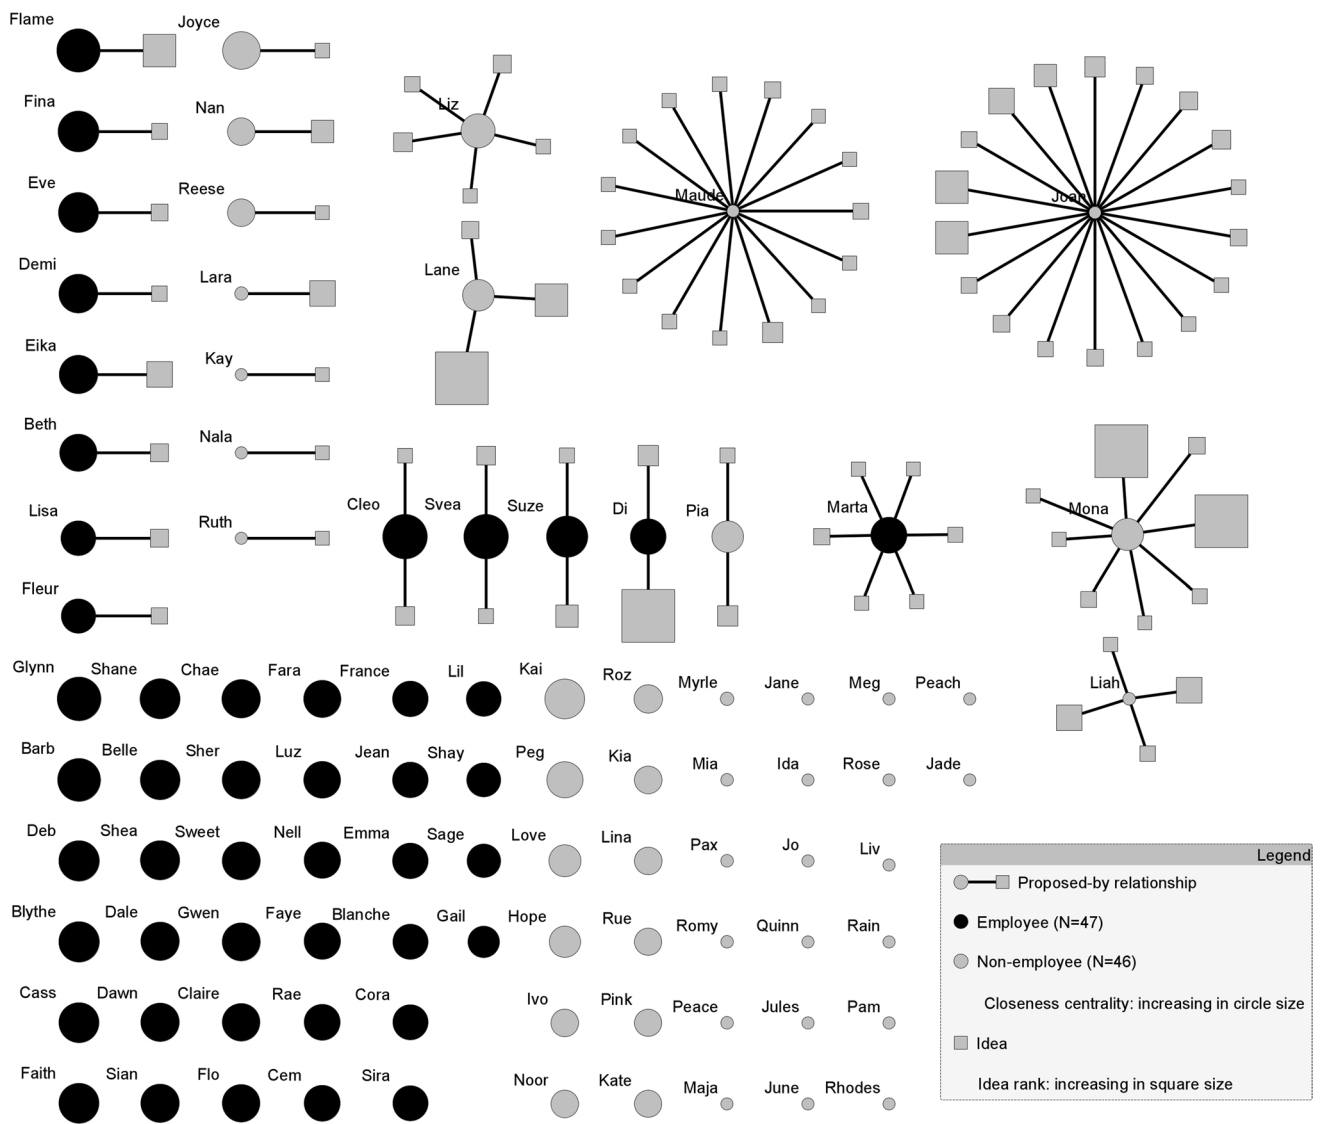 Flame
Joyce
Fina
Nan
Eve
Reese
Demi
Lara
Eika
Kay
Beth
Nala
Lisa
Ruth
Fleur
Liz
Lane
Maude
Joan
Cleo
Svea
Suze
Di
Pia
Marta
Mona
Liah
Glynn Shane Chae Fara France Lil Kai Roz Myrle Jane Meg Peach
Barb Belle Sher Luz Jean Shay Peg Kia Mia Ida Rose Jade
Deb Shea Sweet Nell Emma Sage Love Lina Pax Jo Liv
Blythe Dale Gwen Faye Blanche Gail Hope Rue Romy Quinn Rain
Cass Dawn Claire Rae Cora Ivo Pink Peace Jules Pam
Faith Sian Flo Cem Sira Noor Kate Maja June Rhodes
Legend
Proposed-by relationship
Employee (N=47)
Non-employee (N=46)
Closeness centrality: increasing in circle size
Idea
Idea rank: increasing in square size